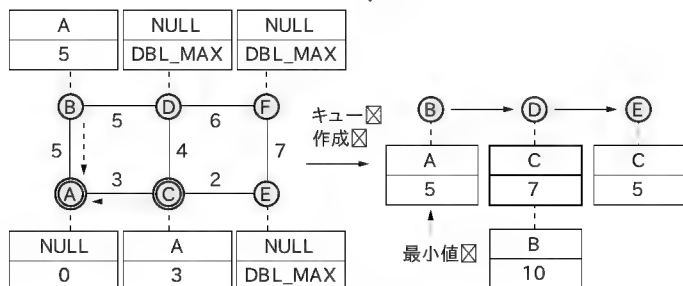 A NULL NULL
5 DBL_MAX DBL_MAX
B D F
5 6
5 4 7
3 2
A C E
NULL A NULL
0 3 DBL_MAX
キュー
作成
B D E
A C C
5 7 5
最小値
B
10